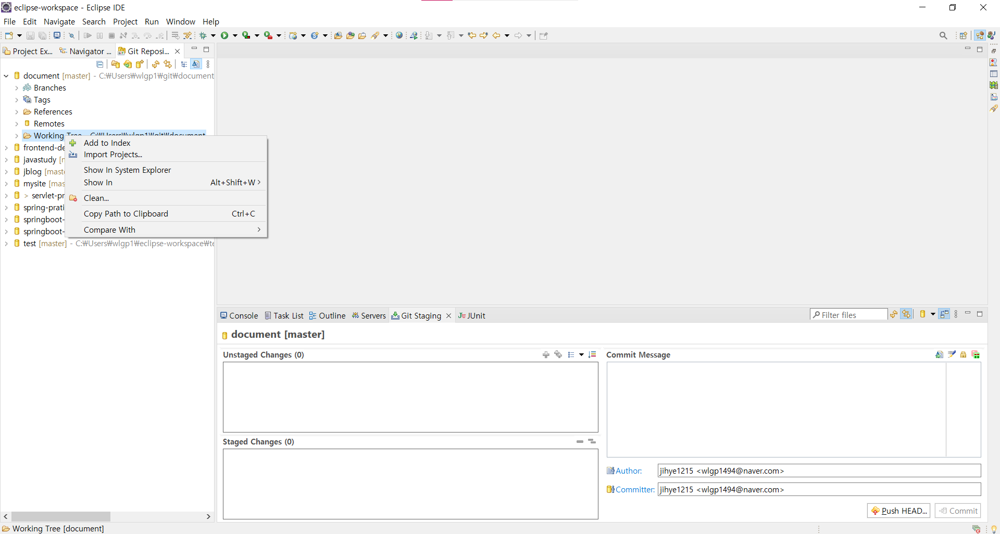 eclipse-workspace - Eclipse IDE
File Edit Navigate Search Project Run Window Help
Project Ex... Navigator ... Git Reposi...
document [master] - C:₩Users₩wlgp1₩git₩document
Branches
Tags
References
Remotes
Working Tree - C:₩Users₩wlgp1₩git₩document
frontend-de
javastudy [m
jblog [maste
mysite [mas
> servlet-pr
spring-prati
springboot-
springboot-
test [master] - C:₩Users₩wlgp1₩eclipse-workspace₩te
Add to Index
Import Projects...
Show In System Explorer
Show In Alt+Shift+W
Clean...
Copy Path to Clipboard Ctrl+C
Compare With
Console Task List Outline Servers Git Staging JUnit
Filter files
document [master]
Unstaged Changes (0)
Staged Changes (0)
Commit Message
Author: jihye1215 <wlgp1494@naver.com>
Committer: jihye1215 <wlgp1494@naver.com>
Push HEAD... Commit
Working Tree [document]